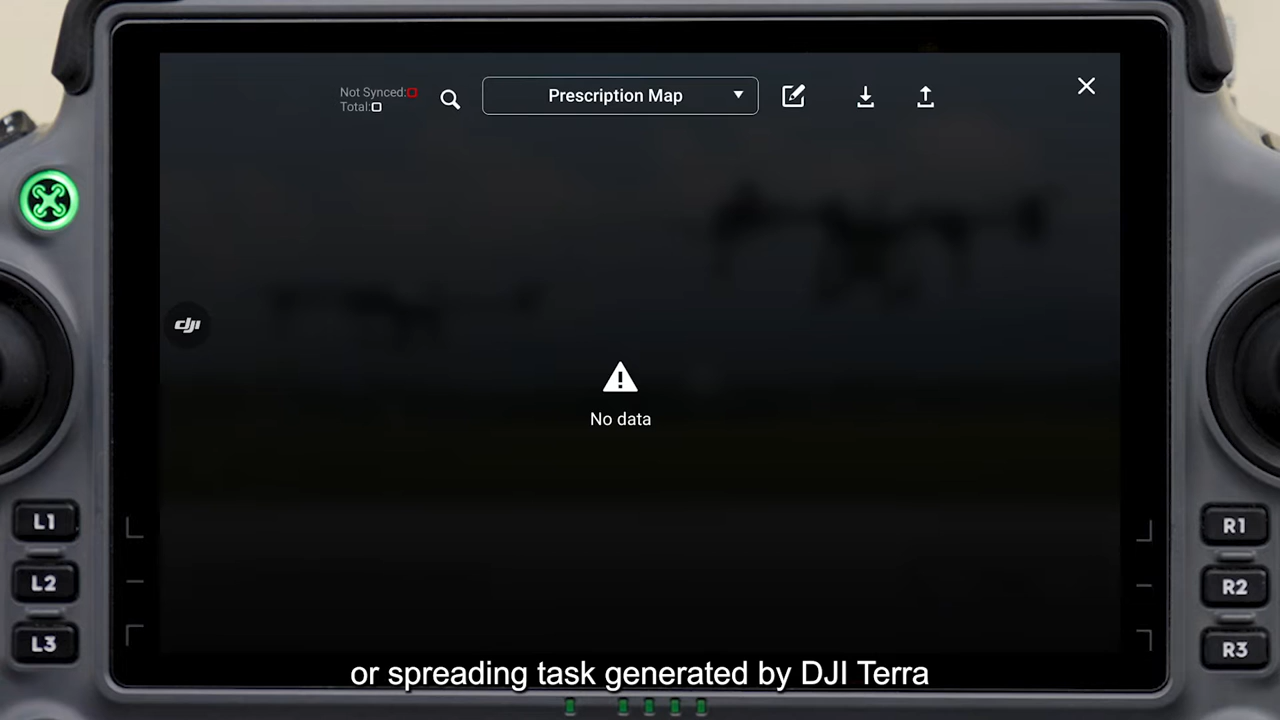 Not Synced:
Total:
Prescription Map
dji
No data
L1
L2
L3
R1
R2
R3
or spreading task generated by DJI Terra